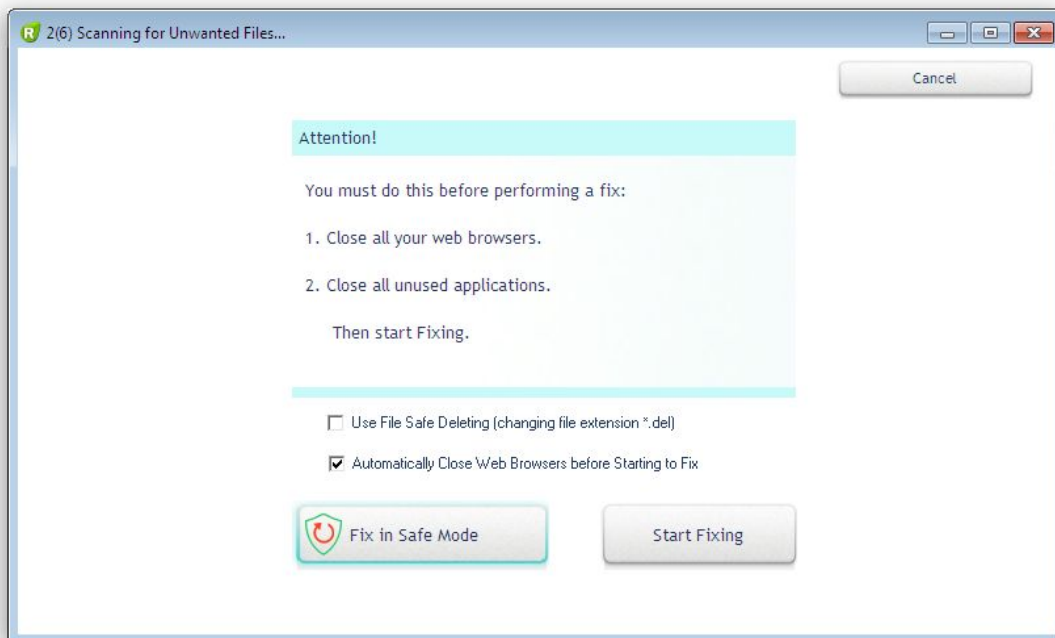 R 2(6) Scanning for Unwanted Files...
Cancel
Attention!
You must do this before performing a fix:
1. Close all your web browsers.
2. Close all unused applications.
Then start Fixing.
Use File Safe Deleting (changing file extension *.del)
Automatically Close Web Browsers before Starting to Fix
Fix in Safe Mode
Start Fixing